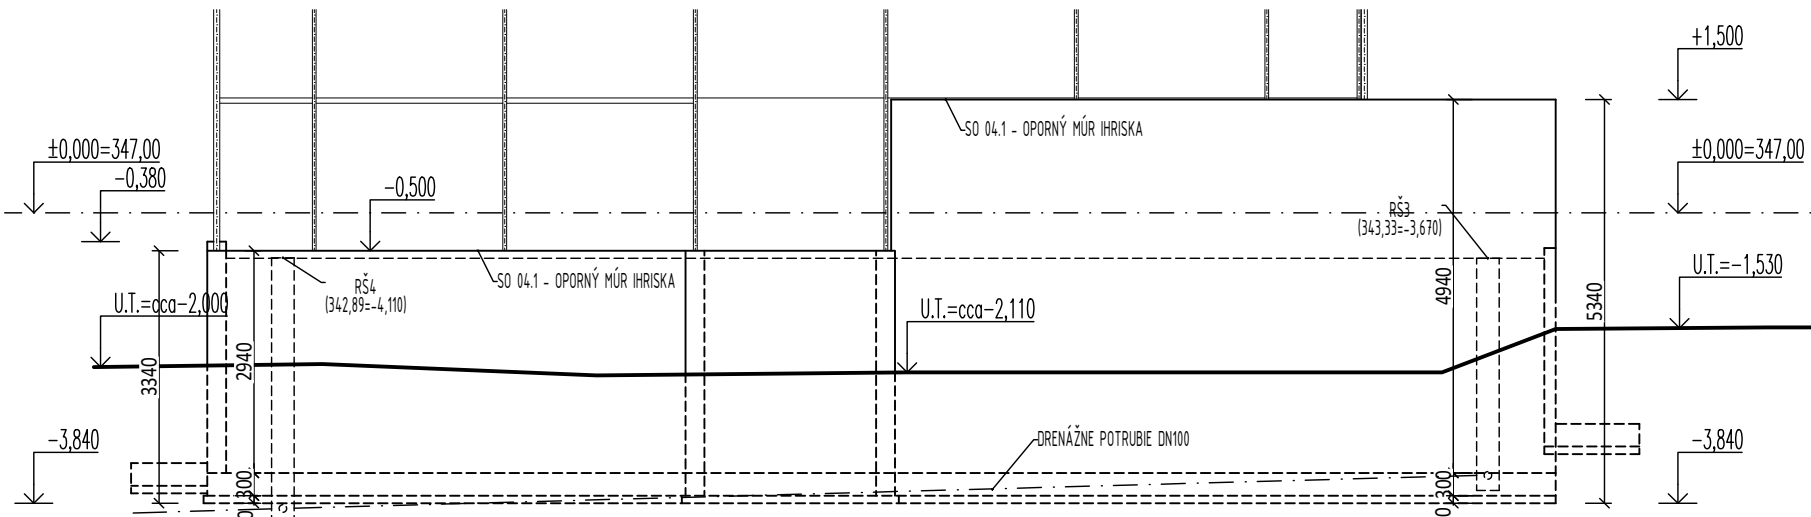 +1,500
SO 04.1 - OPORNÝ MÚR IHRISKA
±0,000=347,00
±0,000=347,00
-0,380
-0,500
RŠ3
(343,33=-3,670)
U.T.=-1,530
SO 04.1 - OPORNÝ MÚR IHRISKA
RŠ4
(342,89=-4,110)
4940
5340
U.T.=cca-2,000
U.T.=cca-2,110
3340
2940
-3,840
DRENÁŽNE POTRUBIE DN100
-3,840
300
300